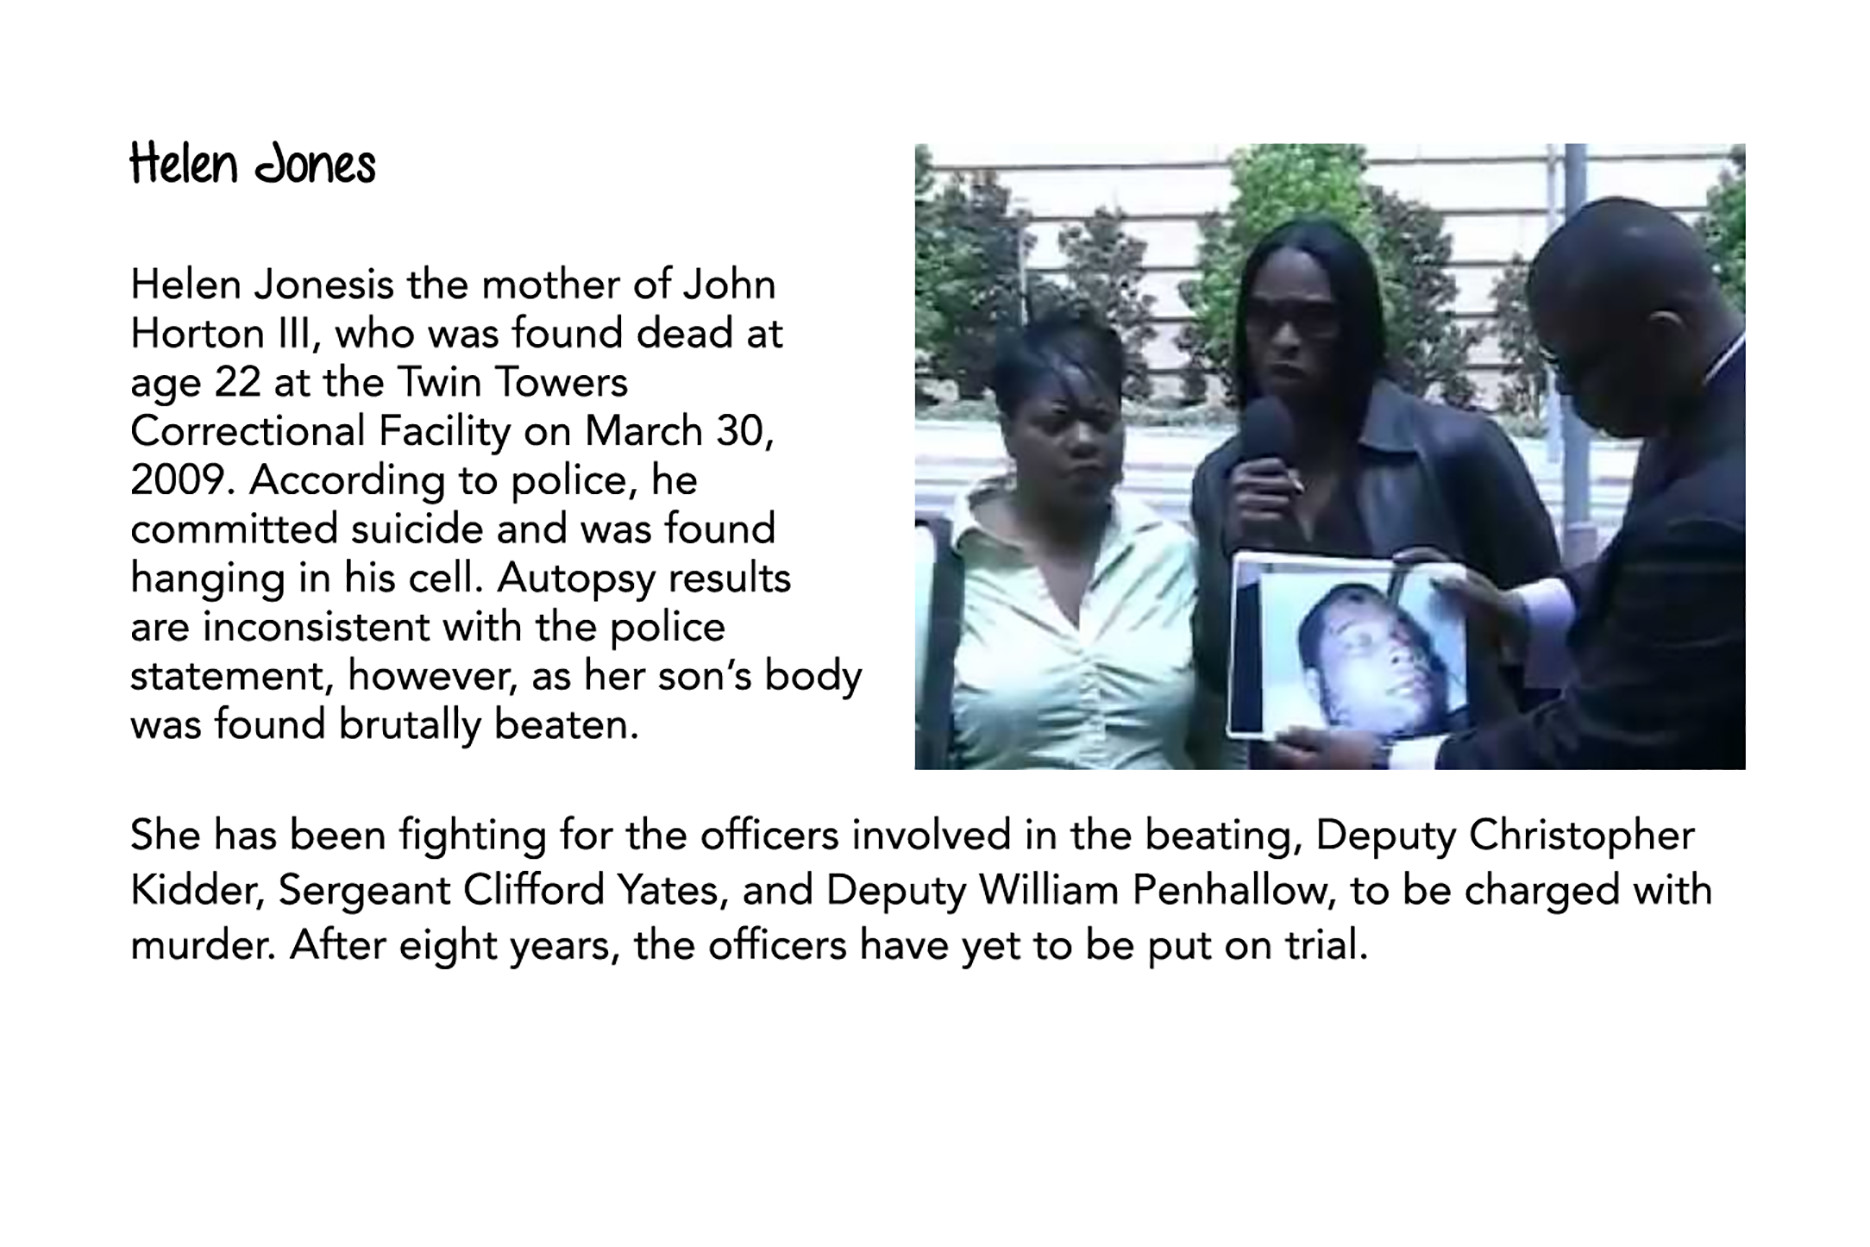 Helen Jones
Helen Jonesis the mother of John
Horton III, who was found dead at
age 22 at the Twin Towers
Correctional Facility on March 30,
2009. According to police, he
committed suicide and was found
hanging in his cell. Autopsy results
are inconsistent with the police
statement, however, as her son’s body
was found brutally beaten.
She has been fighting for the officers involved in the beating, Deputy Christopher
Kidder, Sergeant Clifford Yates, and Deputy William Penhallow, to be charged with
murder. After eight years, the officers have yet to be put on trial.